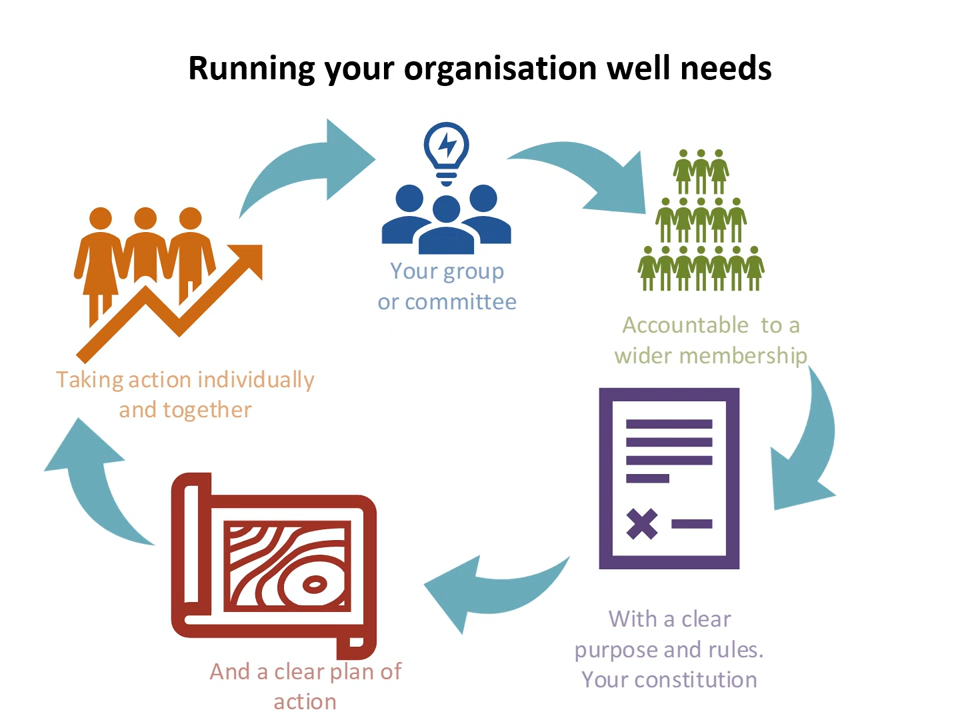 Running your organisation well needs
Your group
or committee
Accountable  to a
wider membership
With a clear
purpose and rules.
Your constitution
And a clear plan of
action
Taking action individually
and together